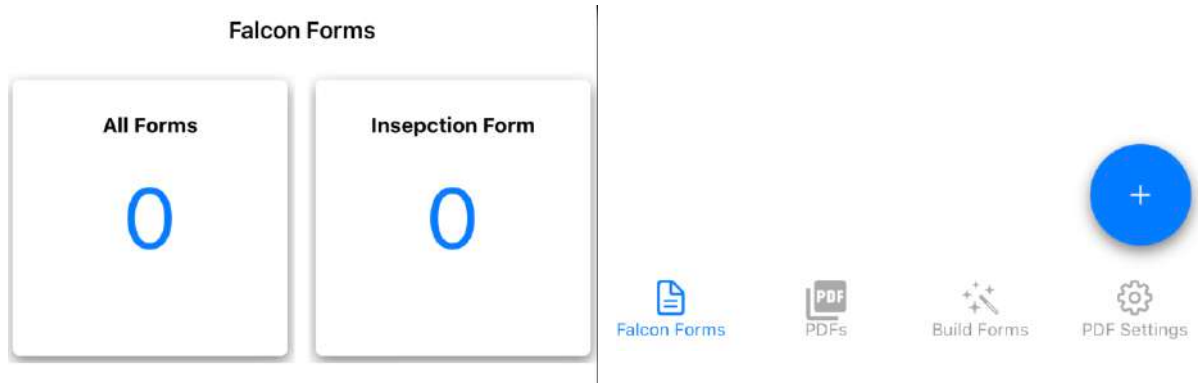 Falcon Forms
All Forms
Insepction Form
0
0
+
PDF
Falcon Forms
PDFs
Build Forms
PDF Settings